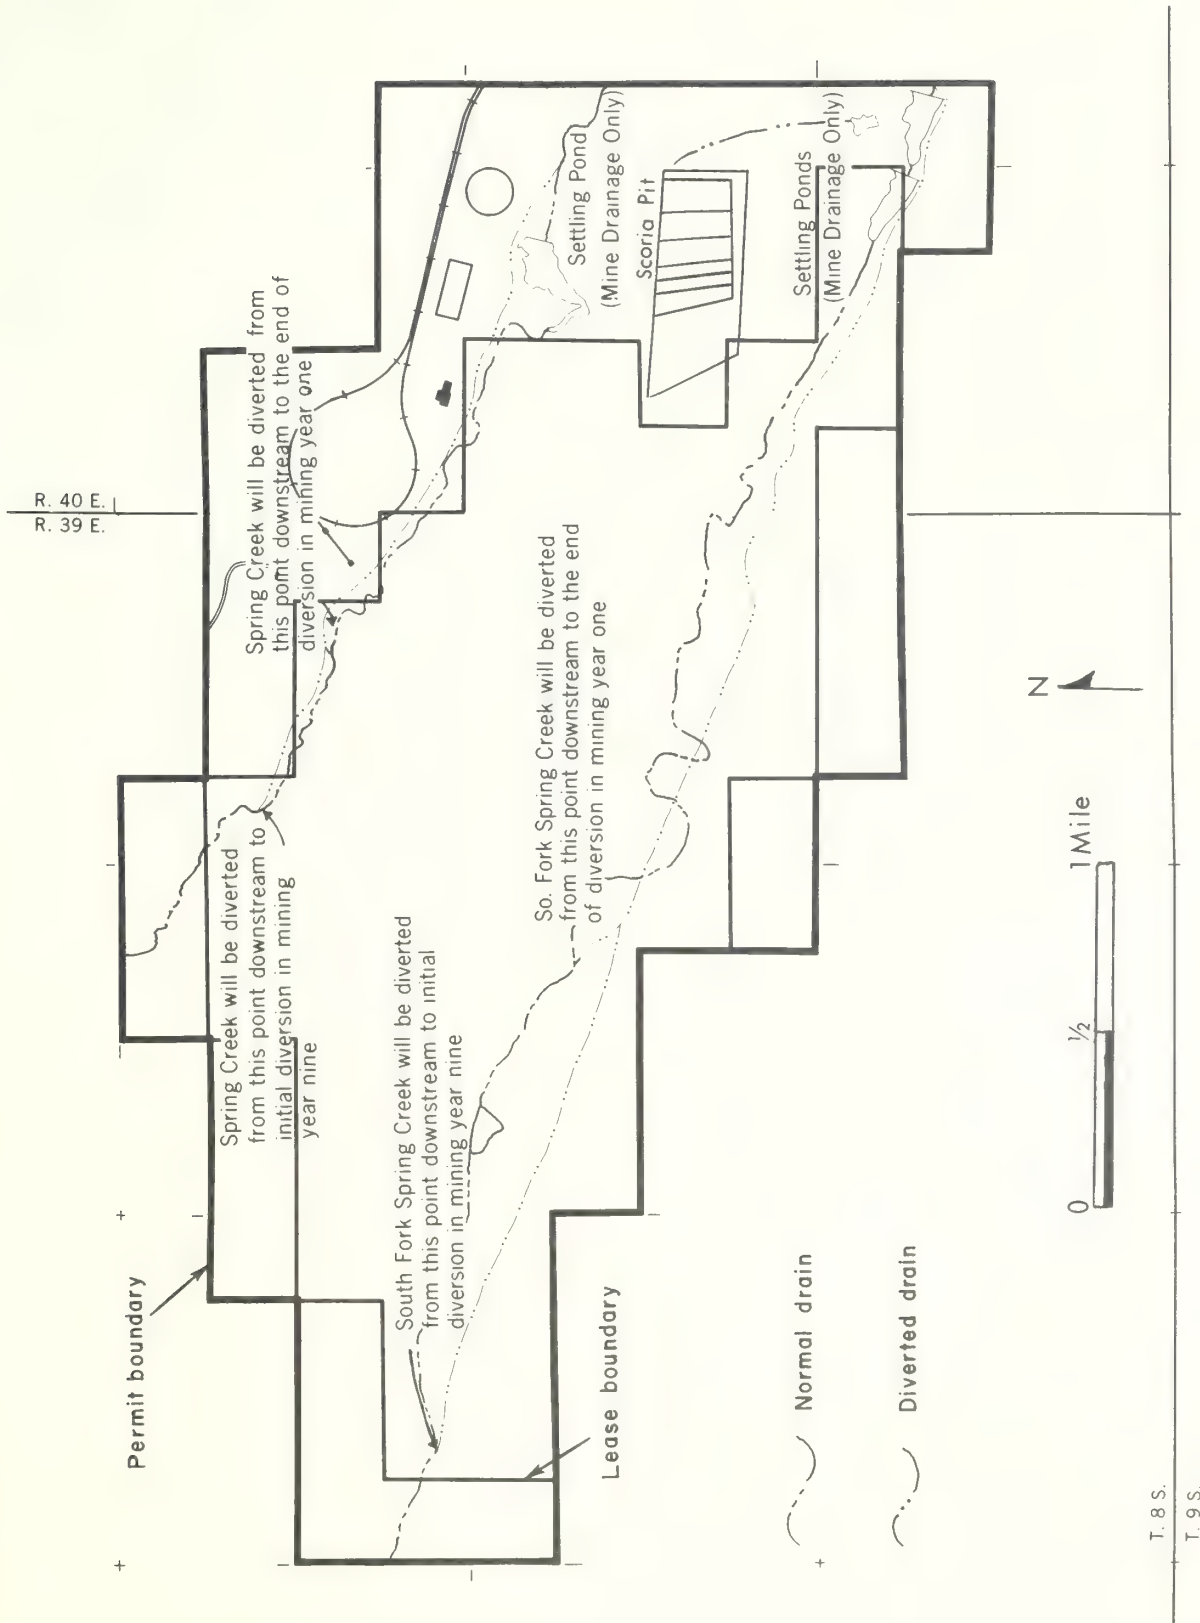 Permit boundary
Spring Creek will be diverted
from this point downstream to
initial diversion in mining
year nine
Spring Creek will be diverted from
this point downstream to the end of
diversion in mining year one
R. 40 E.
R. 39 E.
South Fork Spring Creek will be diverted
from this point downstream to initial
diversion in mining year nine
So. Fork Spring Creek will be diverted
from this point downstream to the end
of diversion in mining year one
Settling Pond
(Mine Drainage Only)
Scoria Pit
Settling Ponds
(Mine Drainage Only)
Lease boundary
Normal drain
Diverted drain
N
0
½
1 Mile
T. 8 S.
T. 9 S.